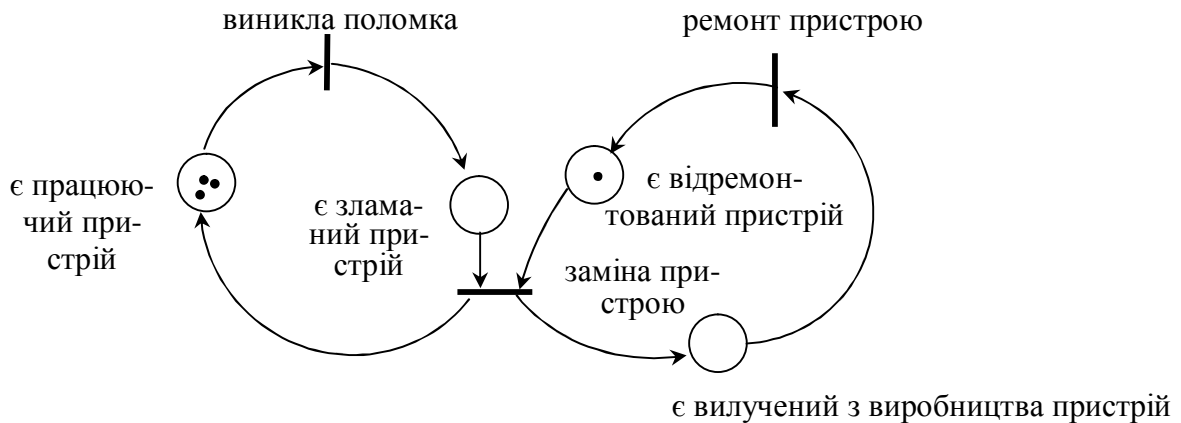 виникла поломка
ремонт пристрою
є працюю-
чий при-
стрій
є злама-
ний при-
стрій
є відремон-
тований пристрій
заміна при-
строю
є вилучений з виробництва пристрій